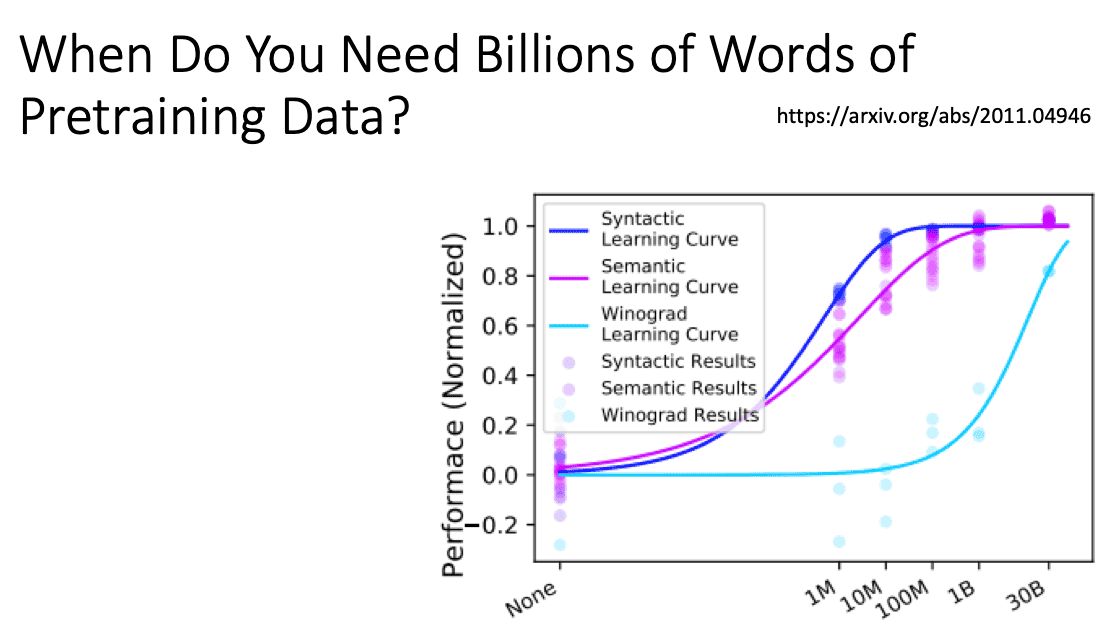 When Do You Need Billions of Words of
Pretraining Data?
https://arxiv.org/abs/2011.04946
Performace (Normalized)
1.0
0.8
0.6
0.4
0.2
0.0
−0.2
Syntactic
Learning Curve
Semantic
Learning Curve
Winograd
Learning Curve
Syntactic Results
Semantic Results
Winograd Results
None
1M
10M
100M
1B
30B